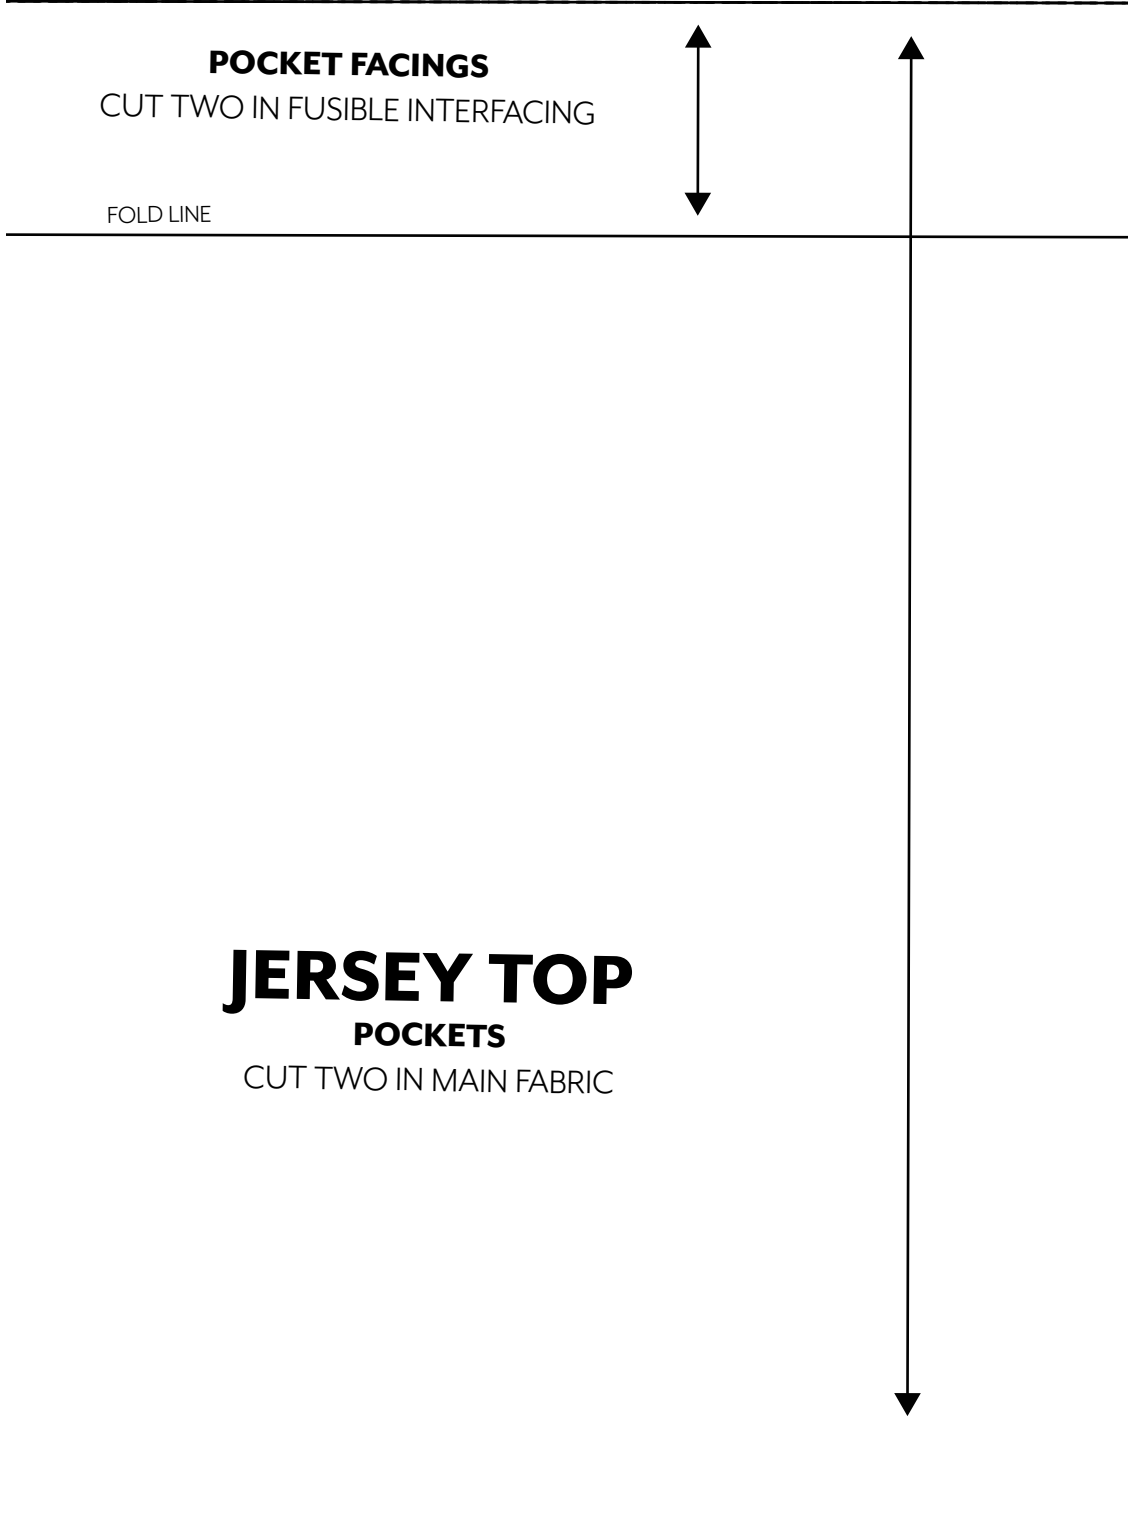 POCKET FACINGS
CUT TWO IN FUSIBLE INTERFACING
FOLD LINE
JERSEY TOP
POCKETS
CUT TWO IN MAIN FABRIC